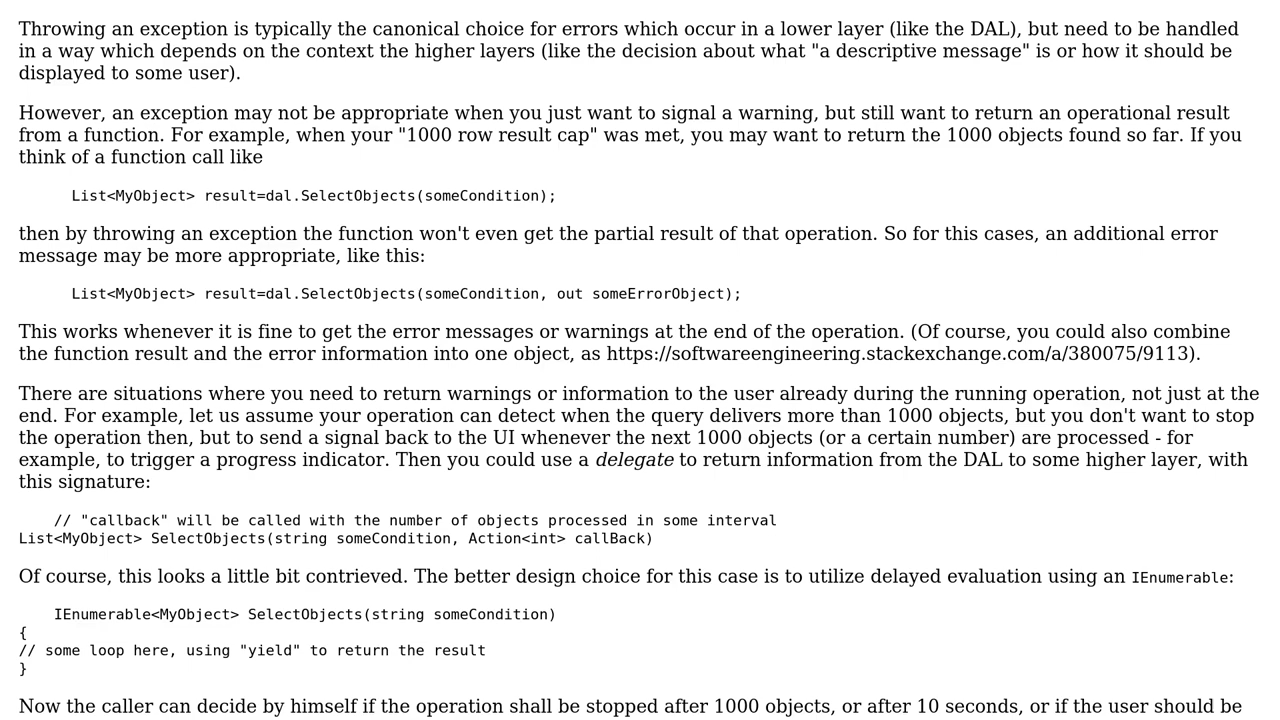 Throwing an exception is typically the canonical choice for errors which occur in a lower layer (like the DAL), but need to be handled
in a way which depends on the context the higher layers (like the decision about what "a descriptive message" is or how it should be
displayed to some user).
However, an exception may not be appropriate when you just want to signal a warning, but still want to return an operational result
from a function. For example, when your "1000 row result cap" was met, you may want to return the 1000 objects found so far. If you
think of a function call like
List<MyObject> result=dal.SelectObjects(someCondition);
then by throwing an exception the function won't even get the partial result of that operation. So for this cases, an additional error
message may be more appropriate, like this:
List<MyObject> result=dal.SelectObjects(someCondition, out someErrorObject);
This works whenever it is fine to get the error messages or warnings at the end of the operation. (Of course, you could also combine
the function result and the error information into one object, as https://softwareengineering.stackexchange.com/a/380075/9113).
There are situations where you need to return warnings or information to the user already during the running operation, not just at the
end. For example, let us assume your operation can detect when the query delivers more than 1000 objects, but you don't want to stop
the operation then, but to send a signal back to the UI whenever the next 1000 objects (or a certain number) are processed - for
example, to trigger a progress indicator. Then you could use a delegate to return information from the DAL to some higher layer, with
this signature:
// "callback" will be called with the number of objects processed in some interval
List<MyObject> SelectObjects(string someCondition, Action<int> callBack)
Of course, this looks a little bit contrieved. The better design choice for this case is to utilize delayed evaluation using an IEnumerable:
IEnumerable<MyObject> SelectObjects(string someCondition)
{
// some loop here, using "yield" to return the result
}
Now the caller can decide by himself if the operation shall be stopped after 1000 objects, or after 10 seconds, or if the user should be